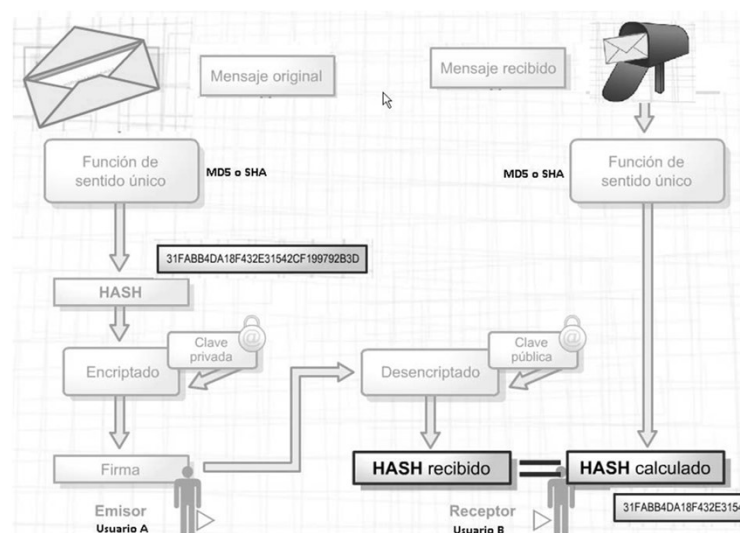 Mensaje original
Mensaje recibido
Función de
sentido único
MD5 o SHA
MD5 o SHA
Función de
sentido único
31FABB4DA18F432E31542CF199792B3D
HASH
Clave
privada
@
Encriptado
Desencriptado
Clave
pública
@
Firma
HASH recibido
HASH calculado
Emisor
Usuario A
Receptor
Usuario B
31FABB4DA18F432E3154